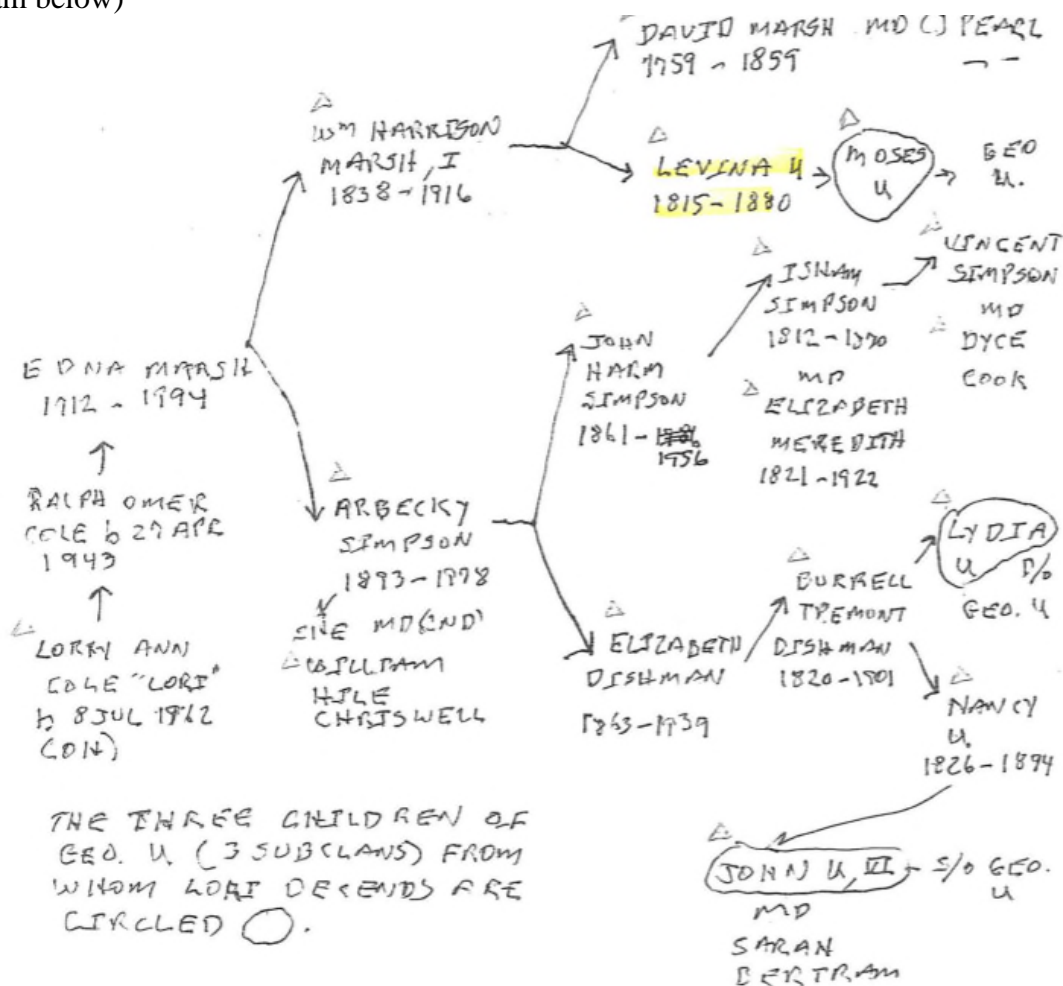 below)
DAVID MARSH MD () PEARL
1759 - 1859
WM HARRISON
MARSH, I
1838 - 1916
LEVINA U
1815 - 1880
MOSES
U
GEO
U.
VINCENT
SIMPSON
MD
DYCE
COOK
ISHAM
SIMPSON
1812 - 1890
MD
ELIZABETH
MEREDITH
1821 - 1922
JOHN
HARM
SIMPSON
1861 -
1956
EDNA MARSH
1912 - 1994
RALPH OMER
COLE b 27 APR
1943
LORRY ANN
COLE "LORI"
b 8 JUL 1962
(OH)
ARBECKY
SIMPSON
1893 - 1978
SHE MD (2ND)
WILLIAM
HILE
CHRISWELL
ELIZABETH
DISHMAN
1863 - 1939
BURRELL
TREMONT
DISHMAN
1820 - 1901
LYDIA
U D/O
GEO. U
NANCY
U.
1826 - 1894
JOHN U, VI - S/O GEO.
U
MD
SARAH
BERTRAM
THE THREE CHILDREN OF
GEO. U (3 SUBCLANS) FROM
WHOM LORI DECENDS ARE
CIRCLED